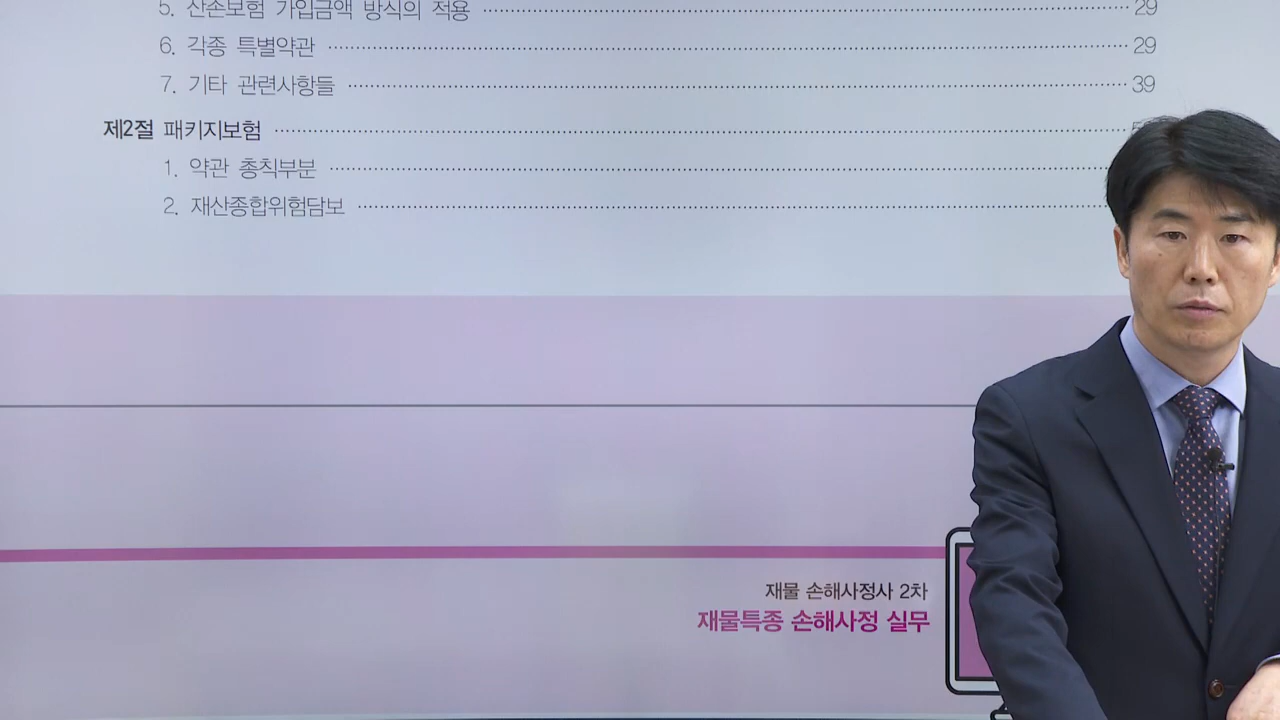 5. 산손보험 가입금액 방식의 적용 29
6. 각종 특별약관 29
7. 기타 관련사항들 39
제2절 패키지보험
1. 약관 총칙부분
2. 재산종합위험담보
재물 손해사정사 2차
재물특종 손해사정 실무